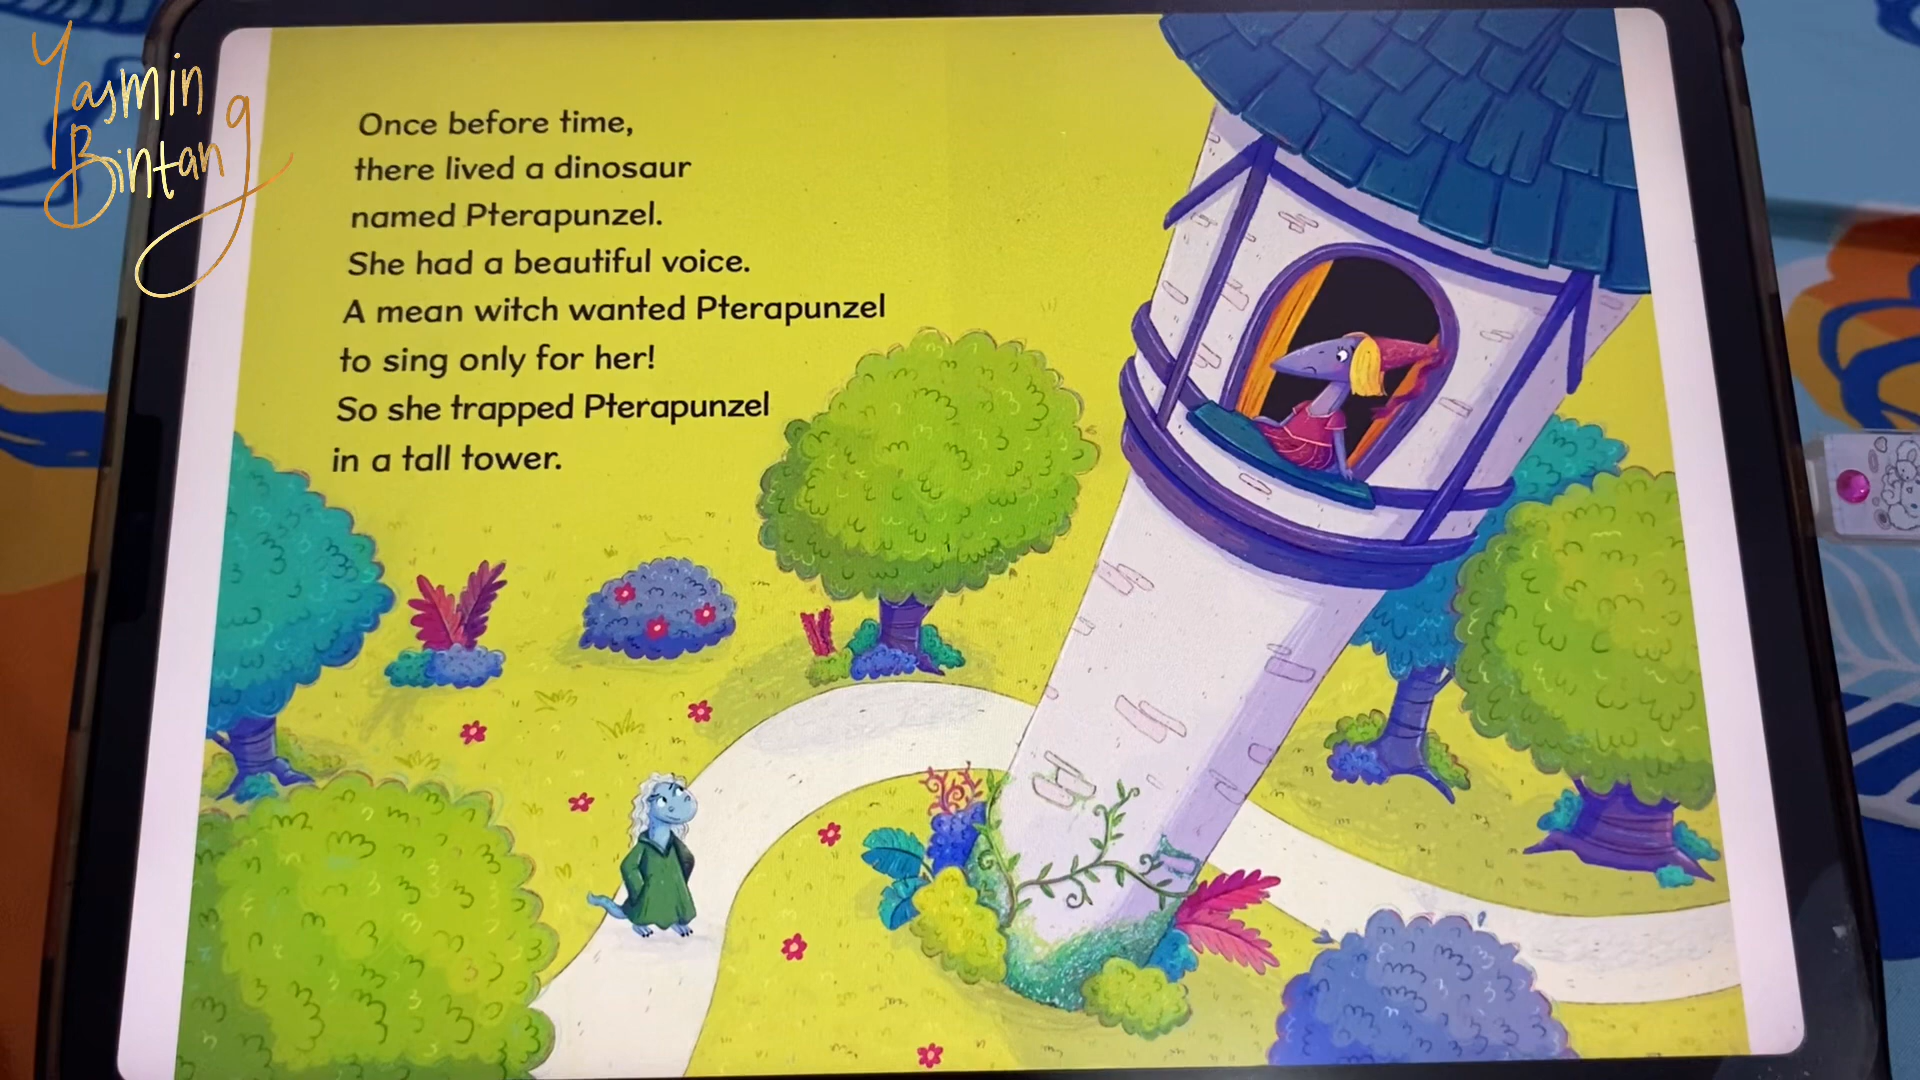 Yasmin
Bintang
Once before time,
there lived a dinosaur
named Pterapunzel.
She had a beautiful voice.
A mean witch wanted Pterapunzel
to sing only for her!
So she trapped Pterapunzel
in a tall tower.